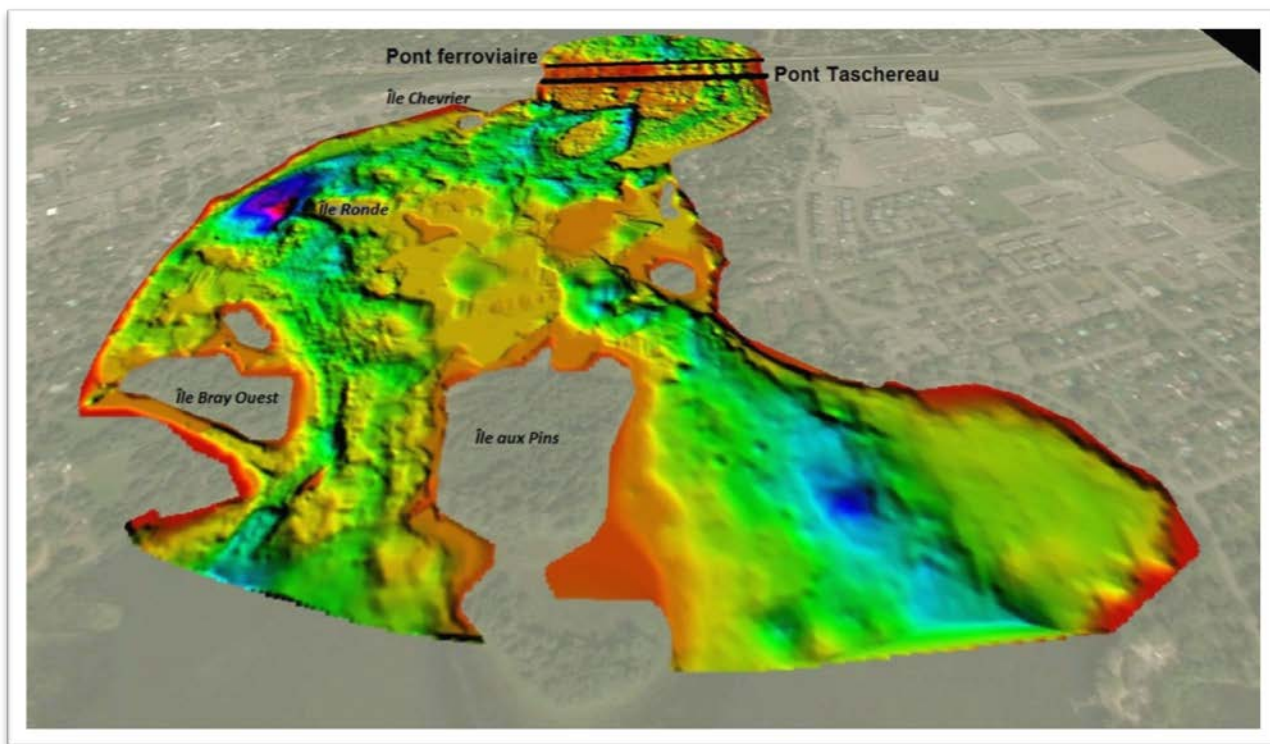 Pont ferroviaire
Pont Taschereau
Île Chevrier
Île Ronde
Île Bray Ouest
Île aux Pins